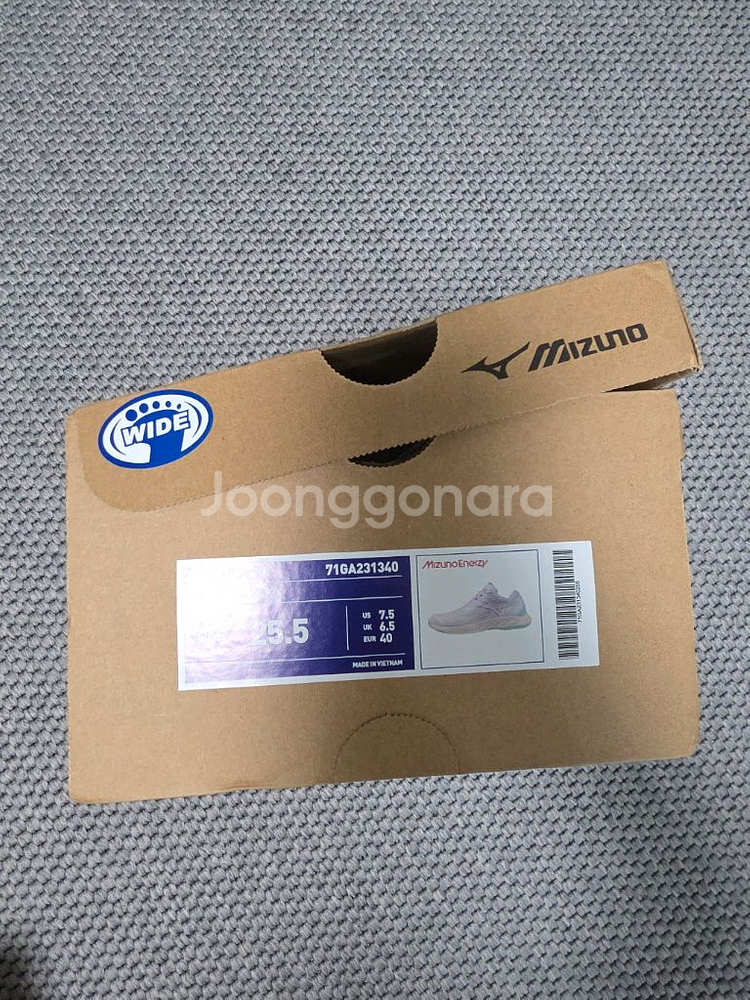 MIZUNO
WIDE
Joonggonara
71GA231340
MizunoEnerzy
25.5
US 7.5
UK 6.5
EUR 40
MADE IN VIETNAM